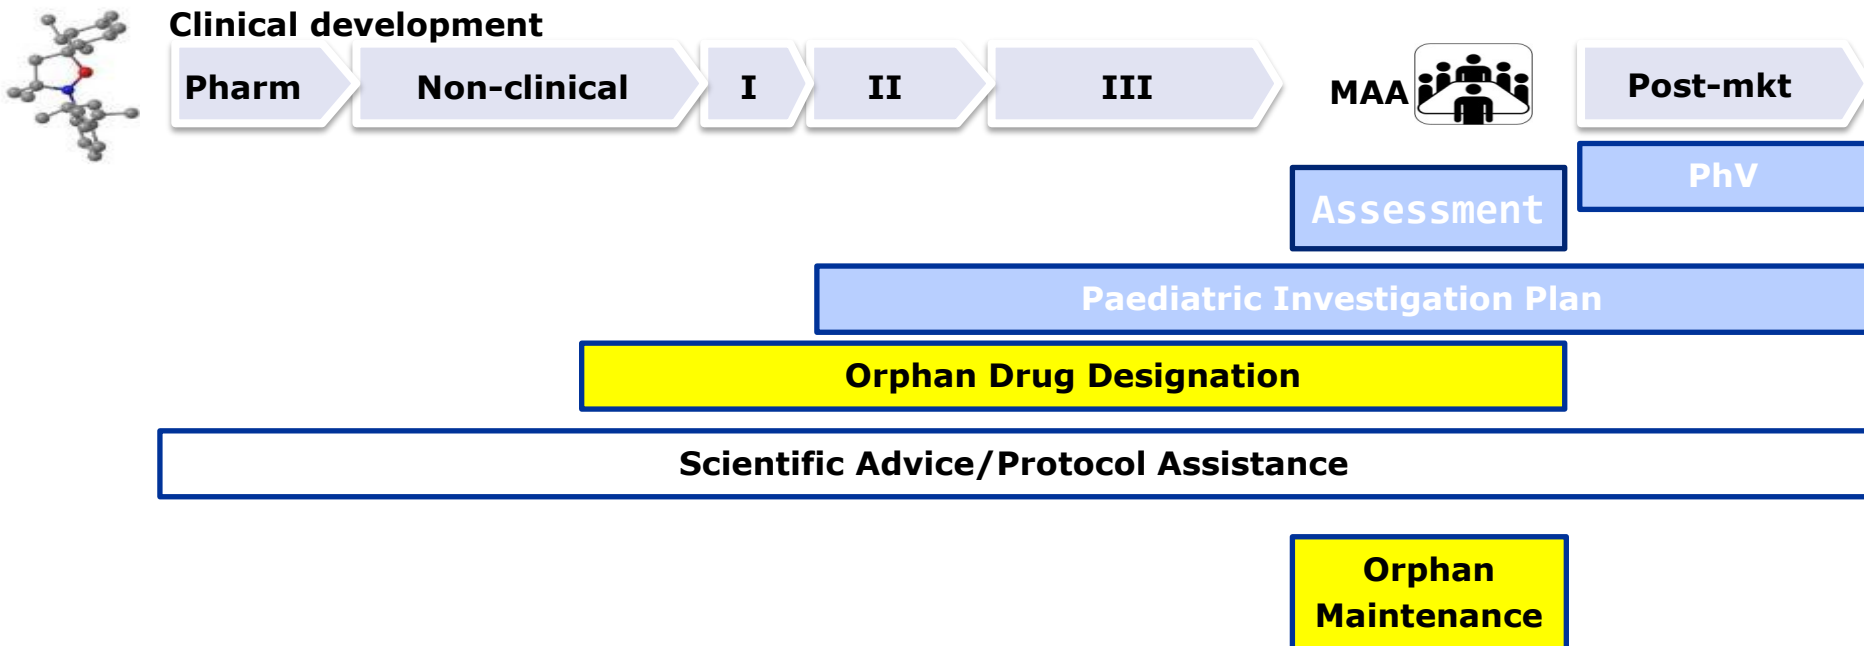 Clinical development
Pharm
Non-clinical
I
II
III
MAA
Post-mkt
PhV
Assessment
Paediatric Investigation Plan
Orphan Drug Designation
Scientific Advice/Protocol Assistance
Orphan
Maintenance